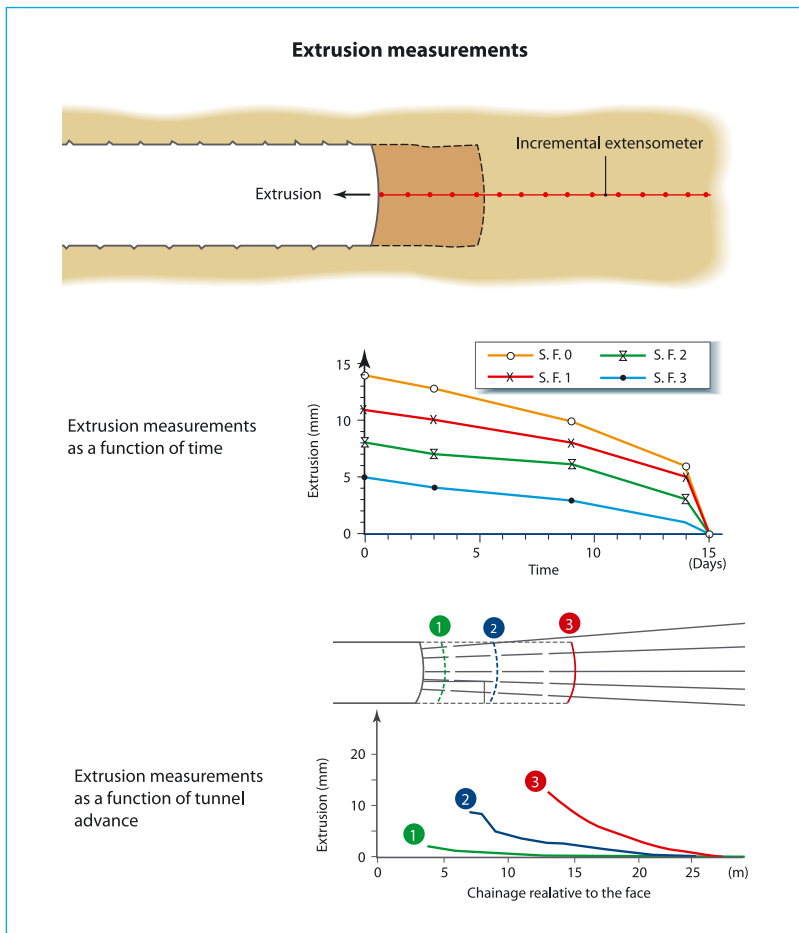 Extrusion measurements
Incremental extensometer
Extrusion
S. F. 0
S. F. 2
S. F. 1
S. F. 3
Extrusion measurements
as a function of time
Extrusion (mm)
15
10
5
0
0
5
10
15
Time
(Days)
1
2
3
Extrusion measurements
as a function of tunnel
advance
Extrusion (mm)
20
10
0
1
2
3
0
5
10
15
20
25
(m)
Chainage realative to the face